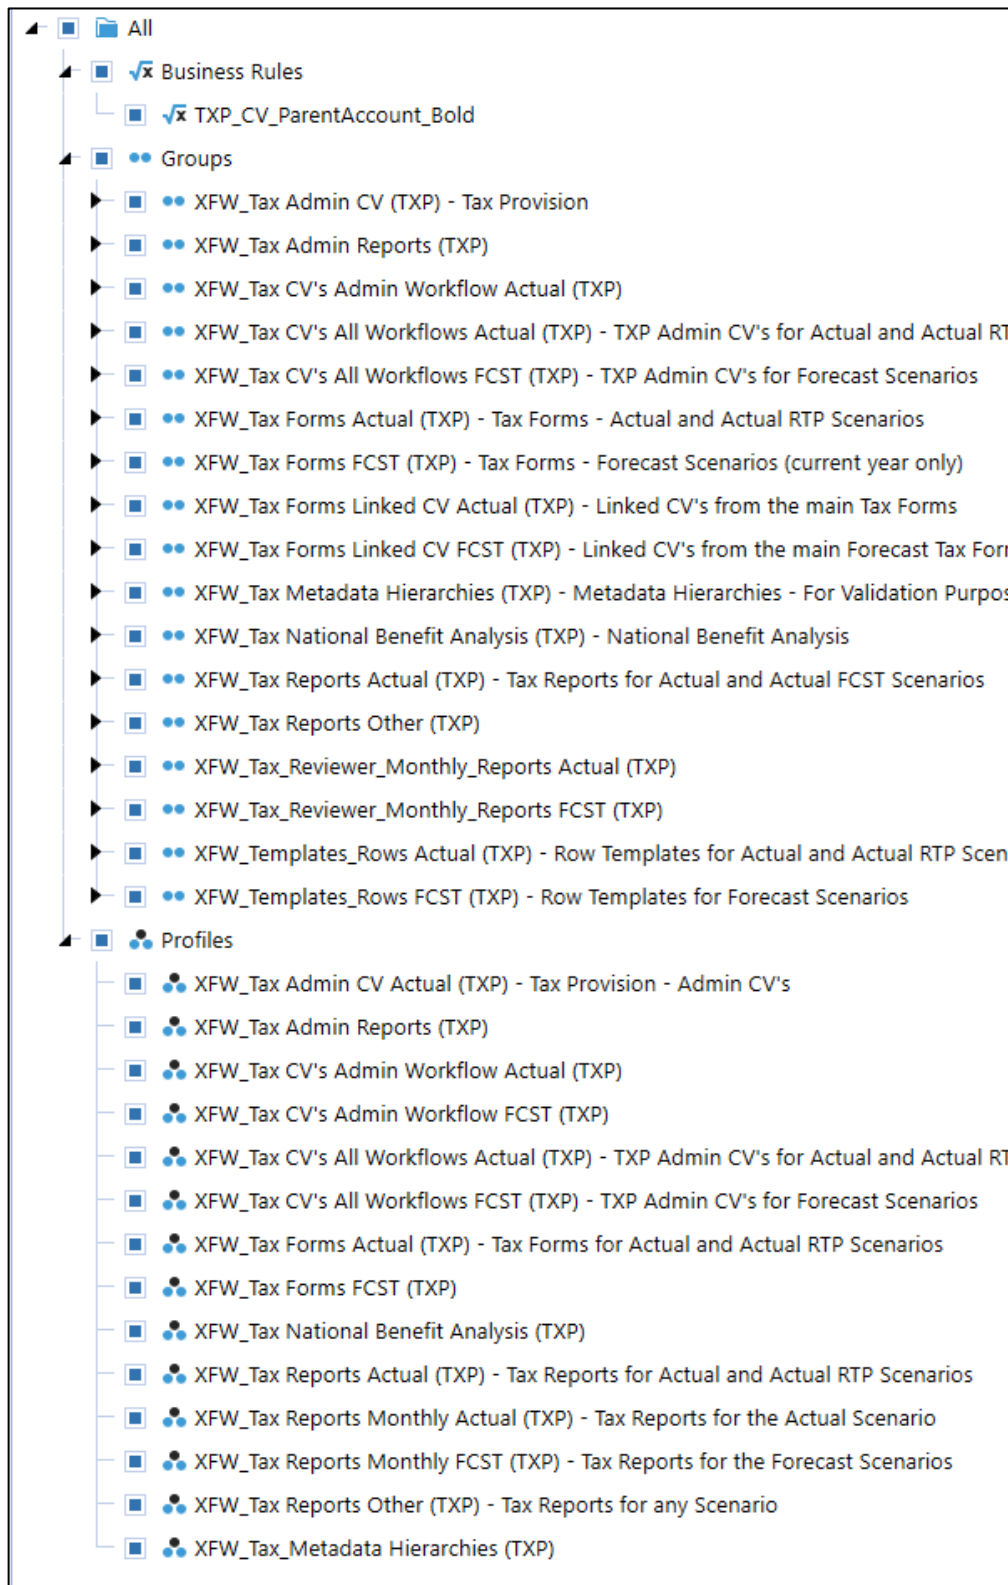 All
Business Rules
TXP_CV_ParentAccount_Bold
Groups
XFW_Tax Admin CV (TXP) - Tax Provision
XFW_Tax Admin Reports (TXP)
XFW_Tax CV's Admin Workflow Actual (TXP)
XFW_Tax CV's All Workflows Actual (TXP) - TXP Admin CV's for Actual and Actual RT
XFW_Tax CV's All Workflows FCST (TXP) - TXP Admin CV's for Forecast Scenarios
XFW_Tax Forms Actual (TXP) - Tax Forms - Actual and Actual RTP Scenarios
XFW_Tax Forms FCST (TXP) - Tax Forms - Forecast Scenarios (current year only)
XFW_Tax Forms Linked CV Actual (TXP) - Linked CV's from the main Tax Forms
XFW_Tax Forms Linked CV FCST (TXP) - Linked CV's from the main Forecast Tax Form
XFW_Tax Metadata Hierarchies (TXP) - Metadata Hierarchies - For Validation Purpos
XFW_Tax National Benefit Analysis (TXP) - National Benefit Analysis
XFW_Tax Reports Actual (TXP) - Tax Reports for Actual and Actual FCST Scenarios
XFW_Tax Reports Other (TXP)
XFW_Tax_Reviewer_Monthly_Reports Actual (TXP)
XFW_Tax_Reviewer_Monthly_Reports FCST (TXP)
XFW_Templates_Rows Actual (TXP) - Row Templates for Actual and Actual RTP Scen
XFW_Templates_Rows FCST (TXP) - Row Templates for Forecast Scenarios
Profiles
XFW_Tax Admin CV Actual (TXP) - Tax Provision - Admin CV's
XFW_Tax Admin Reports (TXP)
XFW_Tax CV's Admin Workflow Actual (TXP)
XFW_Tax CV's Admin Workflow FCST (TXP)
XFW_Tax CV's All Workflows Actual (TXP) - TXP Admin CV's for Actual and Actual RT
XFW_Tax CV's All Workflows FCST (TXP) - TXP Admin CV's for Forecast Scenarios
XFW_Tax Forms Actual (TXP) - Tax Forms for Actual and Actual RTP Scenarios
XFW_Tax Forms FCST (TXP)
XFW_Tax National Benefit Analysis (TXP)
XFW_Tax Reports Actual (TXP) - Tax Reports for Actual and Actual RTP Scenarios
XFW_Tax Reports Monthly Actual (TXP) - Tax Reports for the Actual Scenario
XFW_Tax Reports Monthly FCST (TXP) - Tax Reports for the Forecast Scenarios
XFW_Tax Reports Other (TXP) - Tax Reports for any Scenario
XFW_Tax_Metadata Hierarchies (TXP)